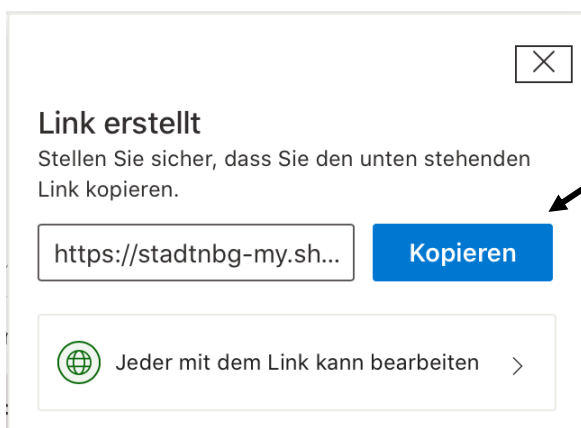 Link erstellt
Stellen Sie sicher, dass Sie den unten stehenden
Link kopieren.
https://stadtnbg-my.sh...
Kopieren
Jeder mit dem Link kann bearbeiten